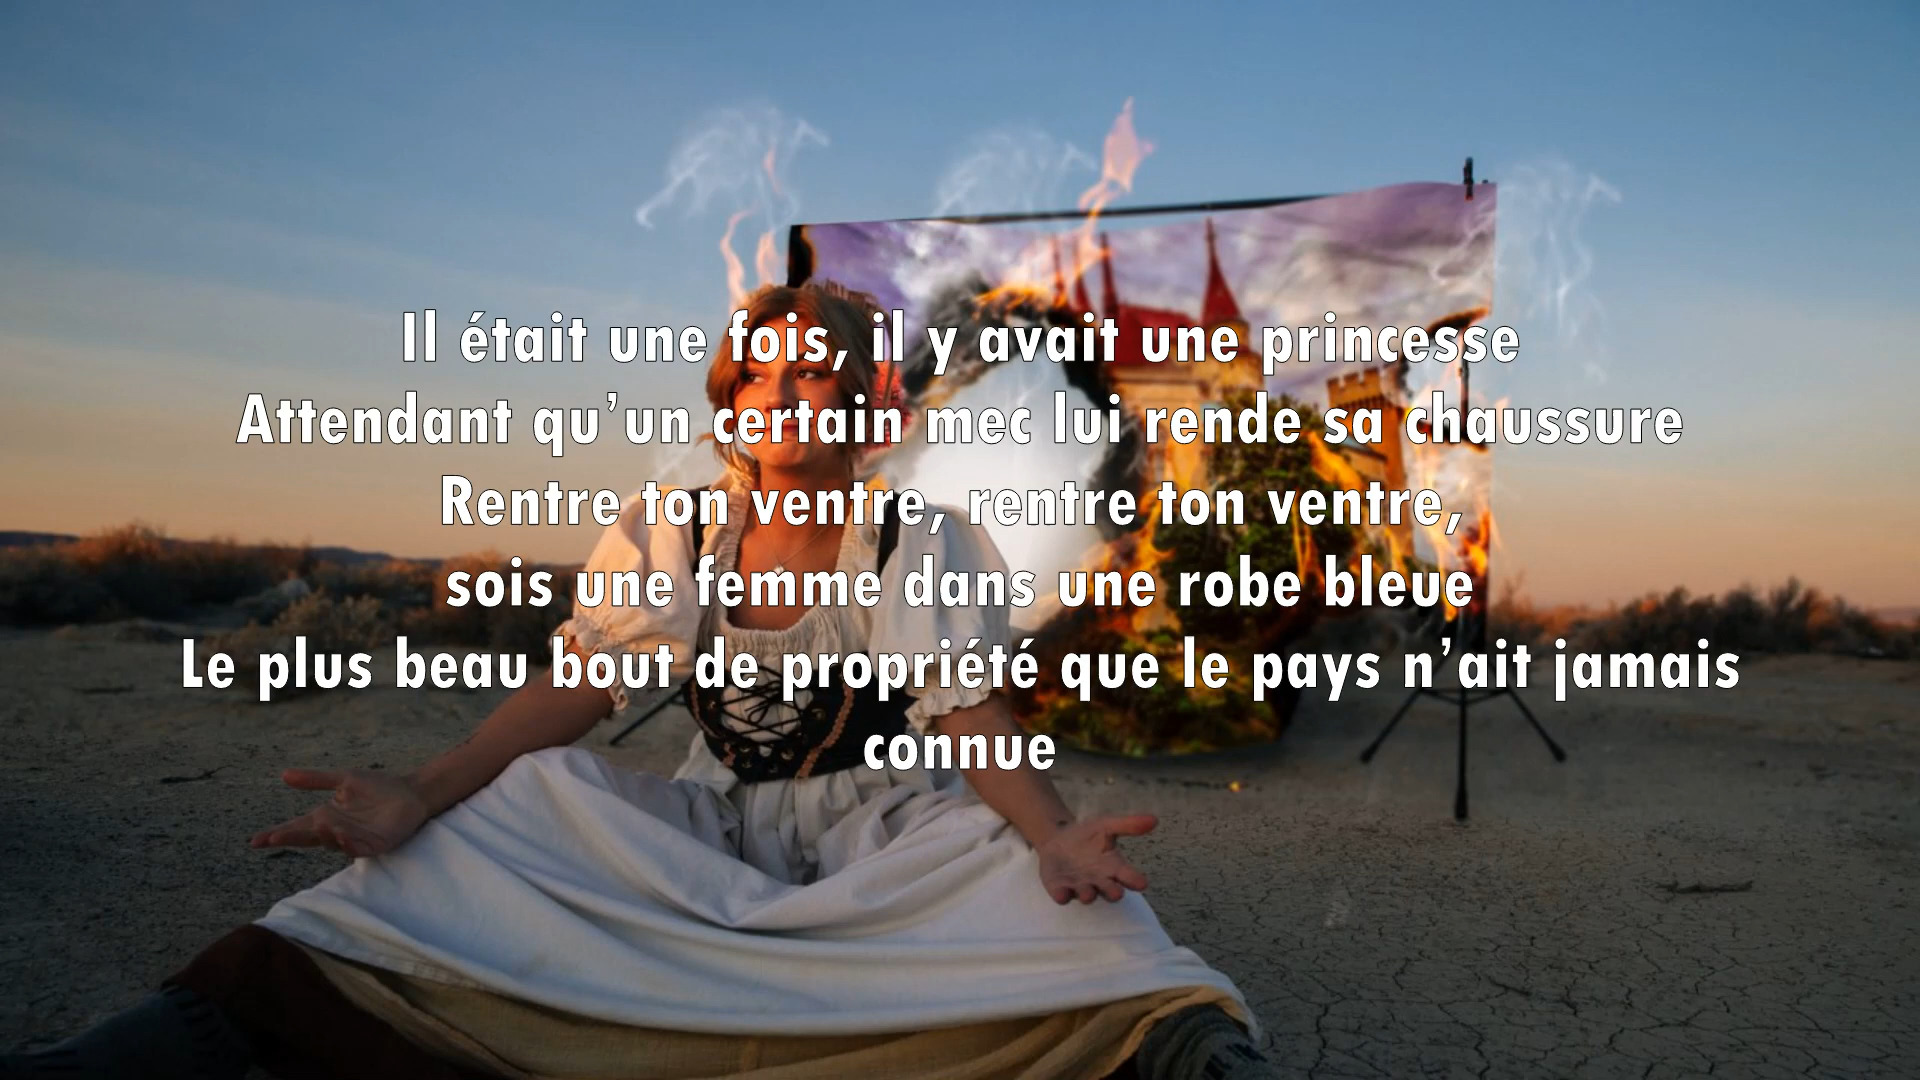 Il était une fois, il y avait une princesse
Attendant qu’un certain mec lui rende sa chaussure
Rentre ton ventre, rentre ton ventre,
sois une femme dans une robe bleue
Le plus beau bout de propriété que le pays n’ait jamais
connue